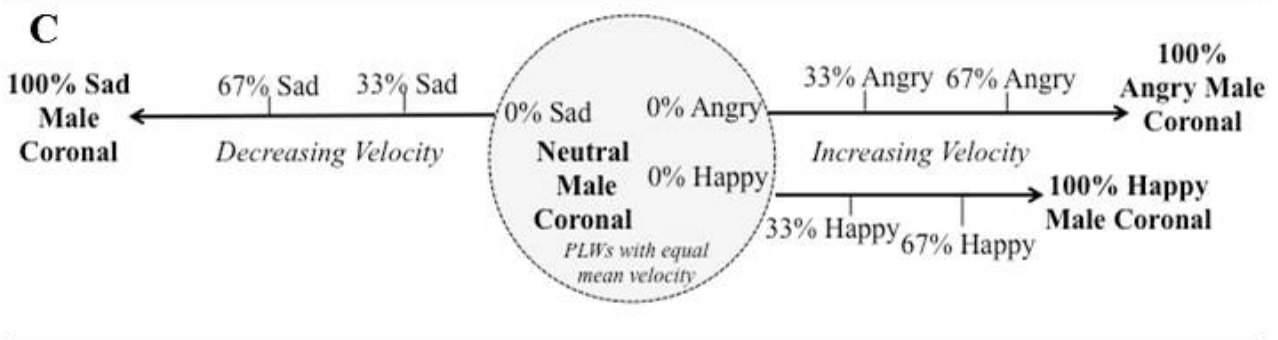 C
100% Sad
Male
Coronal
67% Sad
33% Sad
Decreasing Velocity
0% Sad
0% Angry
Neutral
Male
Coronal
0% Happy
PLWs with equal
mean velocity
33% Angry
67% Angry
Increasing Velocity
100%
Angry Male
Coronal
33% Happy
67% Happy
100% Happy
Male Coronal